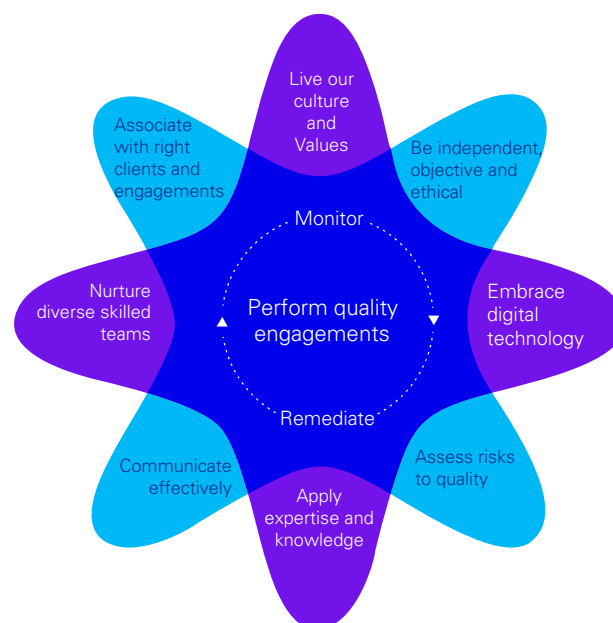 Live our
culture
and
Values
Associate
with right
clients and
engagements
Be independent,
objective and
ethical
Monitor
Nurture
diverse skilled
teams
Perform quality
engagements
Embrace
digital
technology
Remediate
Communicate
effectively
Assess risks
to quality
Apply
expertise and
knowledge